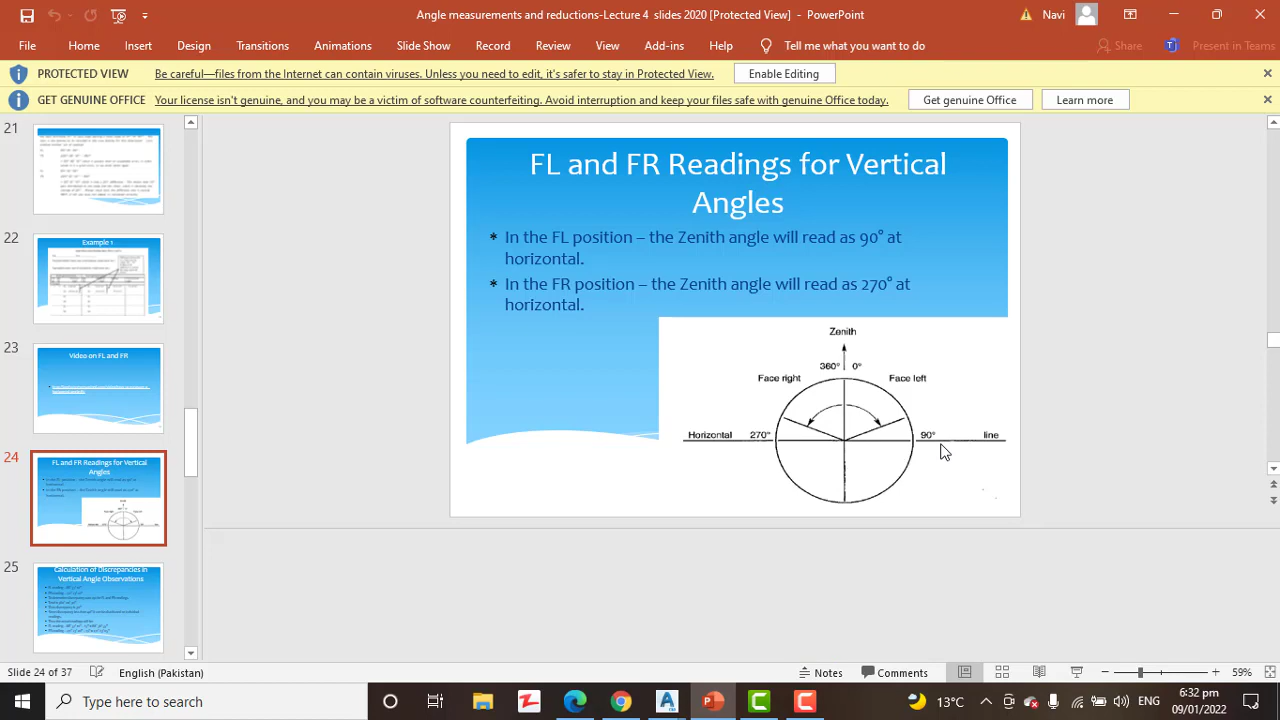 Angle measurements and reductions-Lecture 4 slides 2020 [Protected View] - PowerPoint
Navi
File Home Insert Design Transitions Animations Slide Show Record Review View Add-ins Help Tell me what you want to do Share Present in Teams
PROTECTED VIEW Be careful—files from the Internet can contain viruses. Unless you need to edit, it's safer to stay in Protected View. Enable Editing
GET GENUINE OFFICE Your license isn't genuine, and you may be a victim of software counterfeiting. Avoid interruption and keep your files safe with genuine Office today. Get genuine Office Learn more
21
22
Example 1
23
Video on FL and FR
24
FL and FR Readings for Vertical
Angles
25
Calculation of Discrepancies in
Vertical Angle Observations
FL and FR Readings for Vertical
Angles
* In the FL position – the Zenith angle will read as 90° at
horizontal.
* In the FR position – the Zenith angle will read as 270° at
horizontal.
Zenith
360° 0°
Face right Face left
Horizontal 270° 90° line
Slide 24 of 37 English (Pakistan) Notes Comments 59%
Type here to search 13°C ENG 6:32 pm
09/01/2022